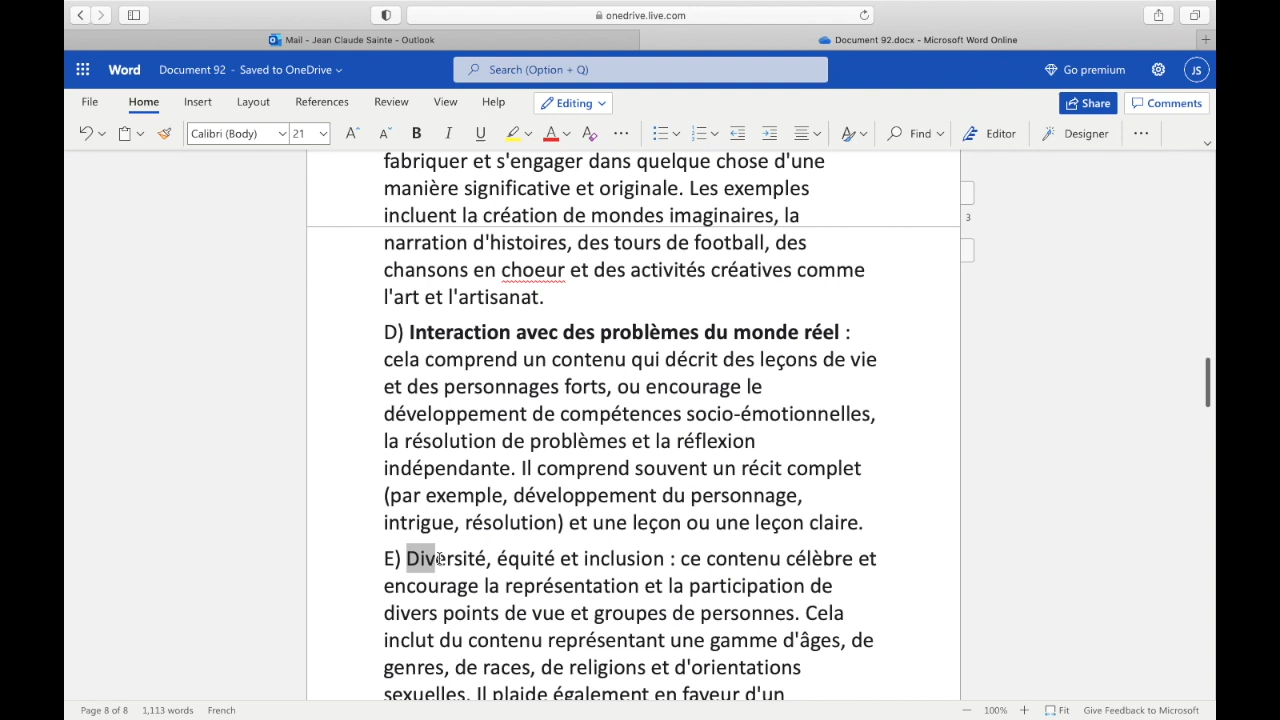 onedrive.live.com
Mail - Jean Claude Sainte - Outlook
Document 92.docx - Microsoft Word Online
Word
Document 92 - Saved to OneDrive
Search (Option + Q)
Go premium
JS
File Home Insert Layout References Review View Help Editing Share Comments
Calibri (Body) 21 B I U A Find Editor Designer
fabriquer et s'engager dans quelque chose d'une
manière significative et originale. Les exemples
incluent la création de mondes imaginaires, la
narration d'histoires, des tours de football, des
chansons en choeur et des activités créatives comme
l'art et l'artisanat.
D) Interaction avec des problèmes du monde réel :
cela comprend un contenu qui décrit des leçons de vie
et des personnages forts, ou encourage le
développement de compétences socio-émotionnelles,
la résolution de problèmes et la réflexion
indépendante. Il comprend souvent un récit complet
(par exemple, développement du personnage,
intrigue, résolution) et une leçon ou une leçon claire.
E) Diversité, équité et inclusion : ce contenu célèbre et
encourage la représentation et la participation de
divers points de vue et groupes de personnes. Cela
inclut du contenu représentant une gamme d'âges, de
genres, de races, de religions et d'orientations
sexuelles. Il plaide également en faveur d'un
3
Page 8 of 8 1,113 words French
100% Fit Give Feedback to Microsoft